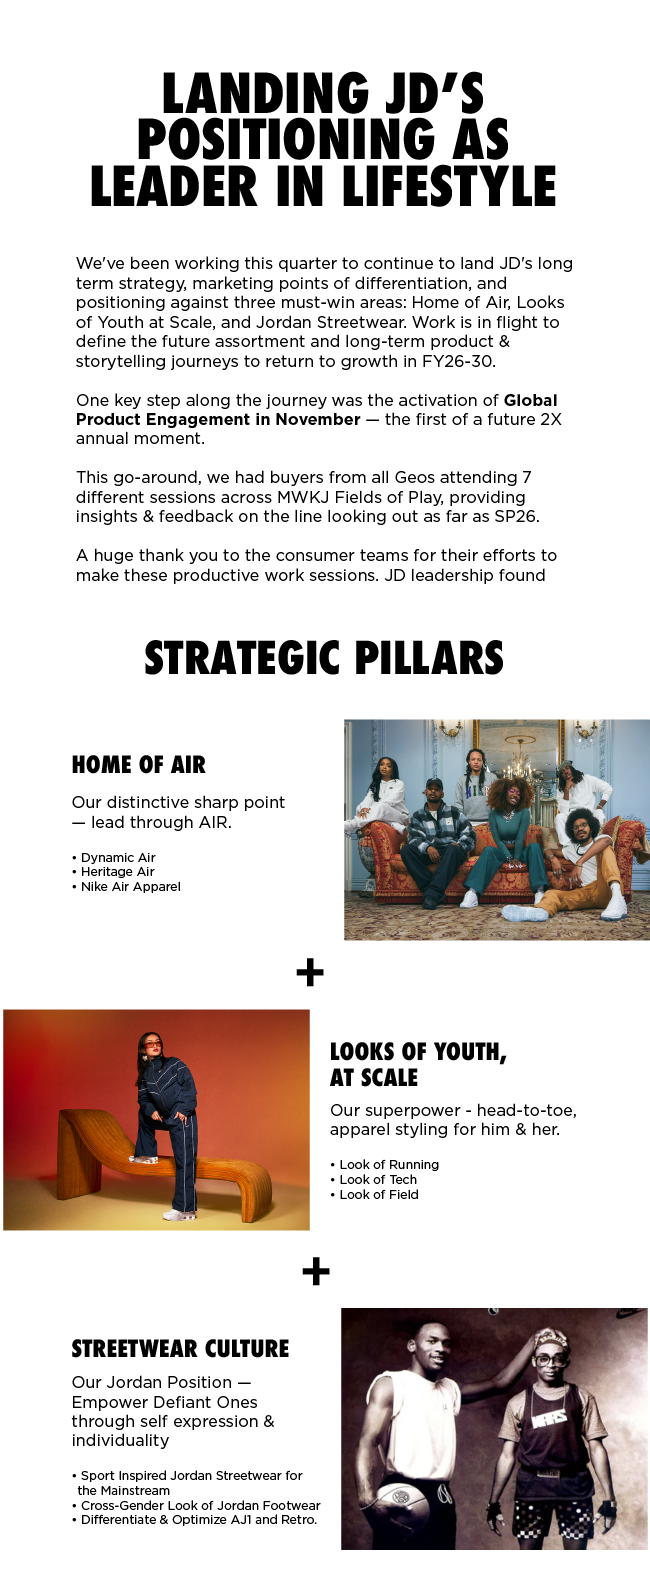 LANDING JD’S
POSITIONING AS
LEADER IN LIFESTYLE
We've been working this quarter to continue to land JD's long
term strategy, marketing points of differentiation, and
positioning against three must-win areas: Home of Air, Looks
of Youth at Scale, and Jordan Streetwear. Work is in flight to
define the future assortment and long-term product &
storytelling journeys to return to growth in FY26-30.
One key step along the journey was the activation of Global
Product Engagement in November — the first of a future 2X
annual moment.
This go-around, we had buyers from all Geos attending 7
different sessions across MWKJ Fields of Play, providing
insights & feedback on the line looking out as far as SP26.
A huge thank you to the consumer teams for their efforts to
make these productive work sessions. JD leadership found
STRATEGIC PILLARS
HOME OF AIR
Our distinctive sharp point
— lead through AIR.
• Dynamic Air
• Heritage Air
• Nike Air Apparel
+
LOOKS OF YOUTH,
AT SCALE
Our superpower - head-to-toe,
apparel styling for him & her.
• Look of Running
• Look of Tech
• Look of Field
+
STREETWEAR CULTURE
Our Jordan Position —
Empower Defiant Ones
through self expression &
individuality
• Sport Inspired Jordan Streetwear for
the Mainstream
• Cross-Gender Look of Jordan Footwear
• Differentiate & Optimize AJ1 and Retro.